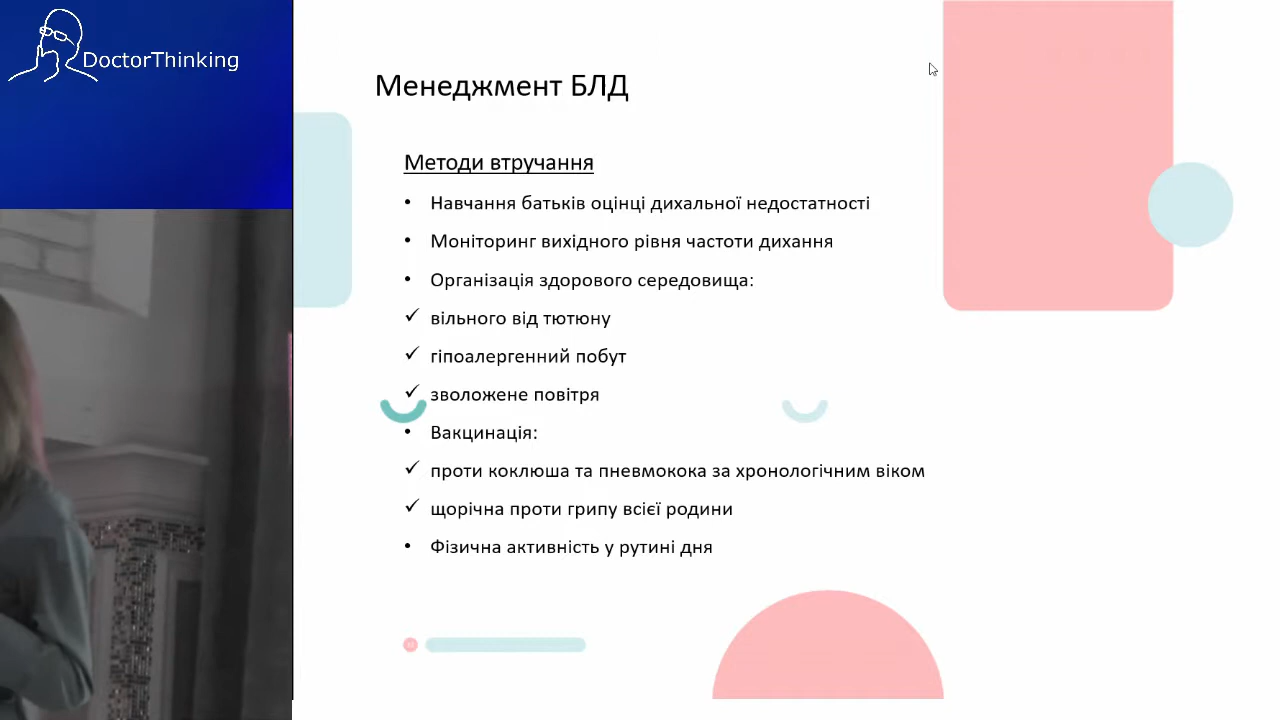 DoctorThinking
Менеджмент БЛД
Методи втручання
• Навчання батьків оцінці дихальної недостатності
• Моніторинг вихідного рівня частоти дихання
• Організація здорового середовища:
✓ вільного від тютюну
✓ гіпоалергенний побут
✓ зволожене повітря
• Вакцинація:
✓ проти коклюша та пневмокока за хронологічним віком
✓ щорічна проти грипу всієї родини
• Фізична активність у рутині дня